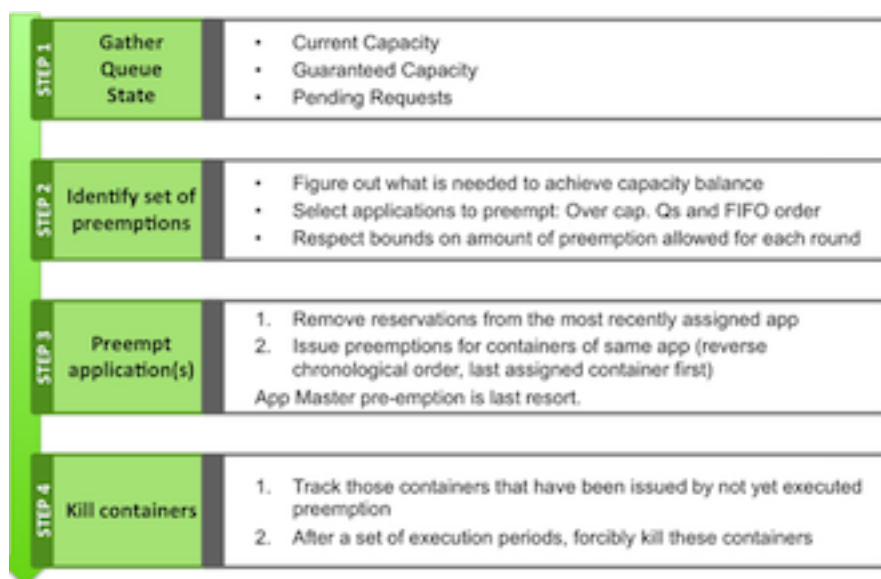 STEP 1
Gather
Queue
State
• Current Capacity
• Guaranteed Capacity
• Pending Requests
STEP 2
Identify set of
preemptions
• Figure out what is needed to achieve capacity balance
• Select applications to preempt: Over cap. Qs and FIFO order
• Respect bounds on amount of preemption allowed for each round
STEP 3
Preempt
application(s)
1. Remove reservations from the most recently assigned app
2. Issue preemptions for containers of same app (reverse
chronological order, last assigned container first)
App Master pre-emption is last resort.
STEP 4
Kill containers
1. Track those containers that have been issued by not yet executed
preemption
2. After a set of execution periods, forcibly kill these containers